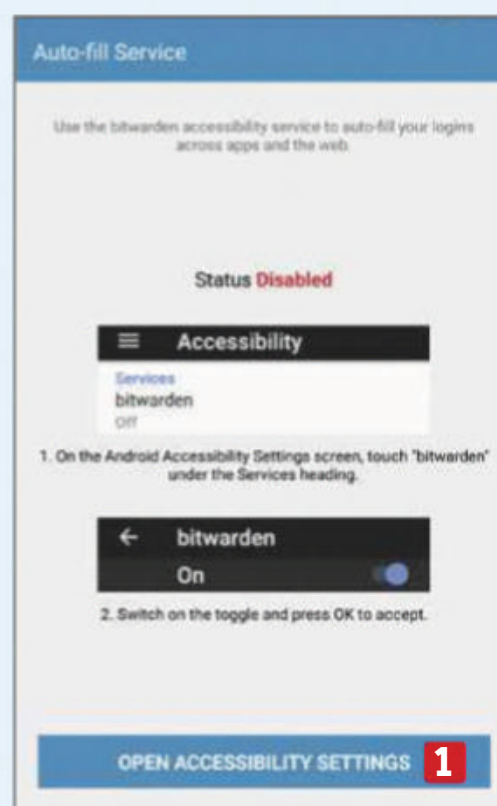 Auto-fill Service
Use the bitwarden accessibility service to auto-fill your logins
across apps and the web.
Status Disabled
Accessibility
Services
bitwarden
Off
1. On the Android Accessibility Settings screen, touch "bitwarden"
under the Services heading.
bitwarden
On
2. Switch on the toggle and press OK to accept.
OPEN ACCESSIBILITY SETTINGS 1